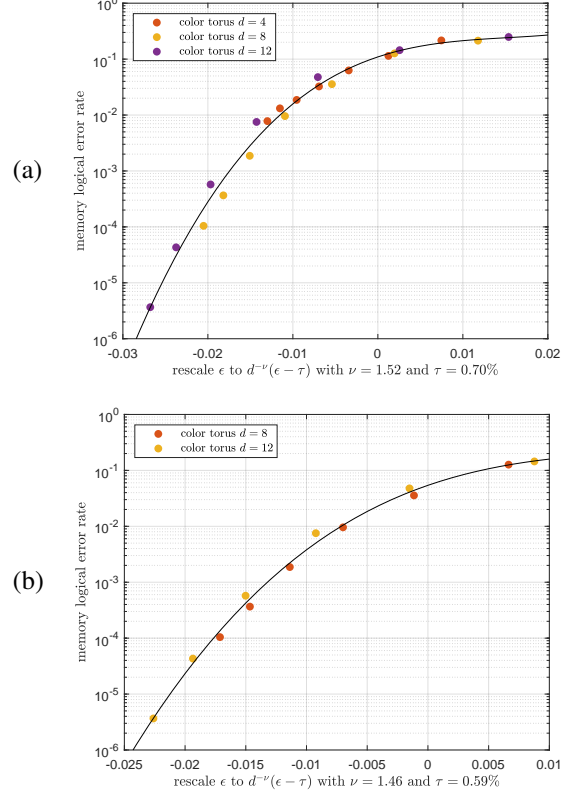 (a)
10^0
10^-1
10^-2
10^-3
10^-4
10^-5
10^-6
memory logical error rate
color torus d = 4
color torus d = 8
color torus d = 12
-0.03 -0.02 -0.01 0 0.01 0.02
rescale ϵ to d^{-ν}(ϵ − τ) with ν = 1.52 and τ = 0.70%
(b)
10^0
10^-1
10^-2
10^-3
10^-4
10^-5
10^-6
memory logical error rate
color torus d = 8
color torus d = 12
-0.025 -0.02 -0.015 -0.01 -0.005 0 0.005 0.01
rescale ϵ to d^{-ν}(ϵ − τ) with ν = 1.46 and τ = 0.59%